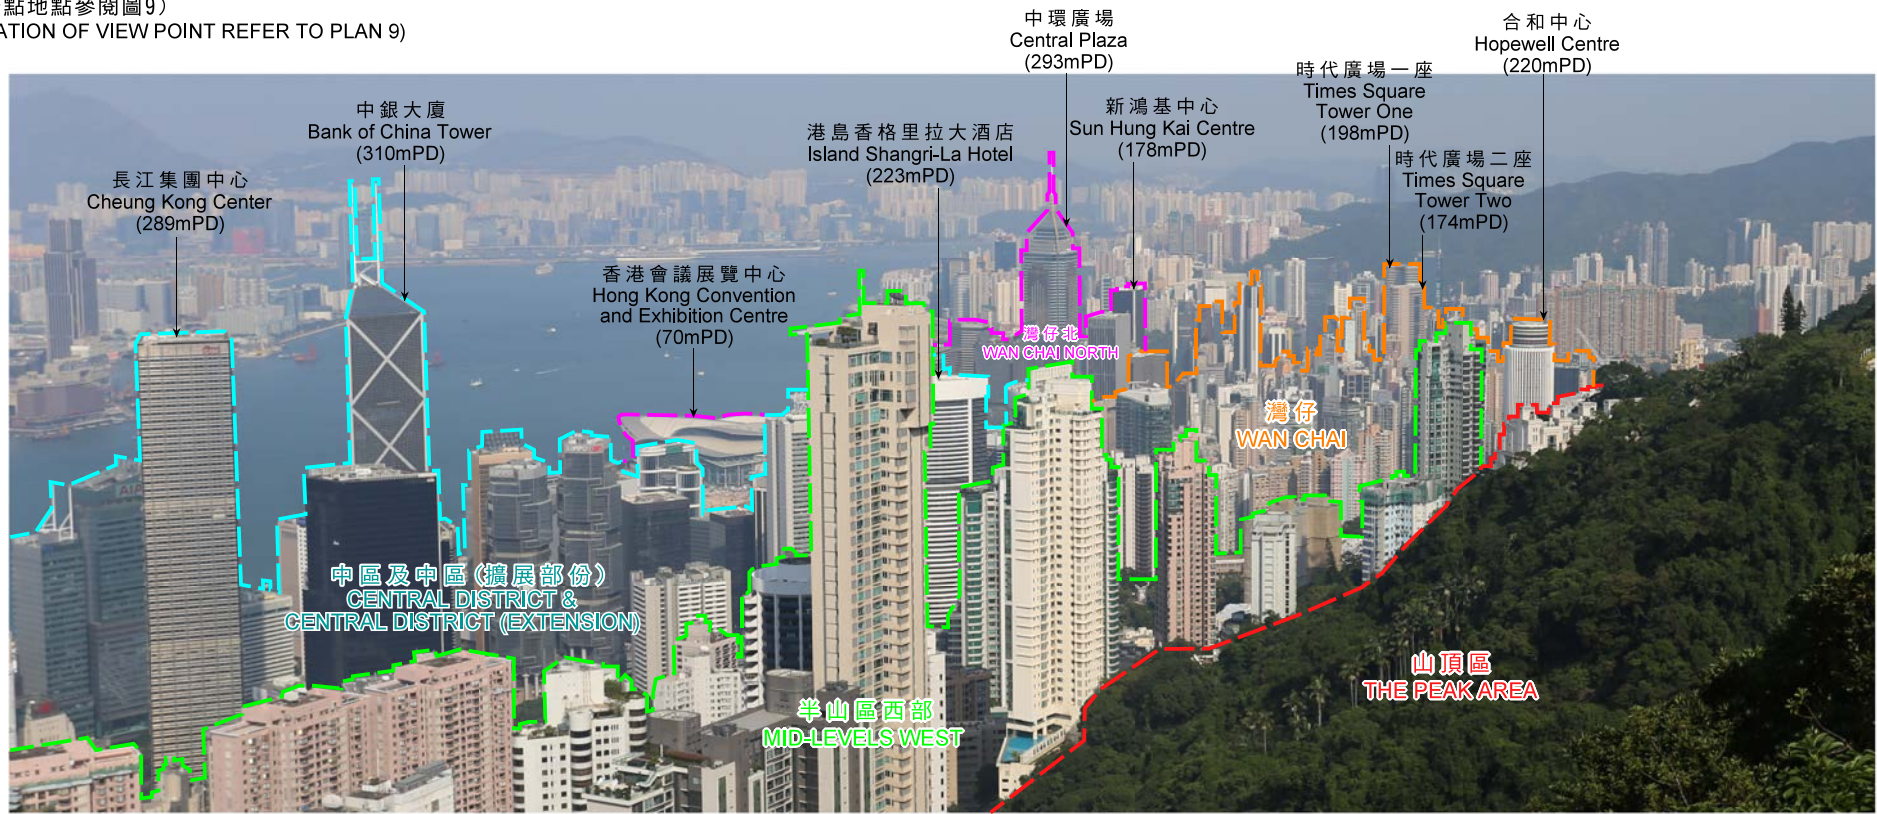 點地點參閱圖9)
ATION OF VIEW POINT REFER TO PLAN 9)
中環廣場
Central Plaza
(293mPD)
合和中心
Hopewell Centre
(220mPD)
時代廣場一座
Times Square
Tower One
(198mPD)
中銀大廈
Bank of China Tower
(310mPD)
新鴻基中心
Sun Hung Kai Centre
(178mPD)
港島香格里拉大酒店
Island Shangri-La Hotel
(223mPD)
時代廣場二座
Times Square
Tower Two
(174mPD)
長江集團中心
Cheung Kong Center
(289mPD)
香港會議展覽中心
Hong Kong Convention
and Exhibition Centre
(70mPD)
灣仔北
WAN CHAI NORTH
灣仔
WAN CHAI
AIA
中區及中區(擴展部份)
CENTRAL DISTRICT &
CENTRAL DISTRICT (EXTENSION)
山頂區
THE PEAK AREA
半山區西部
MID-LEVELS WEST